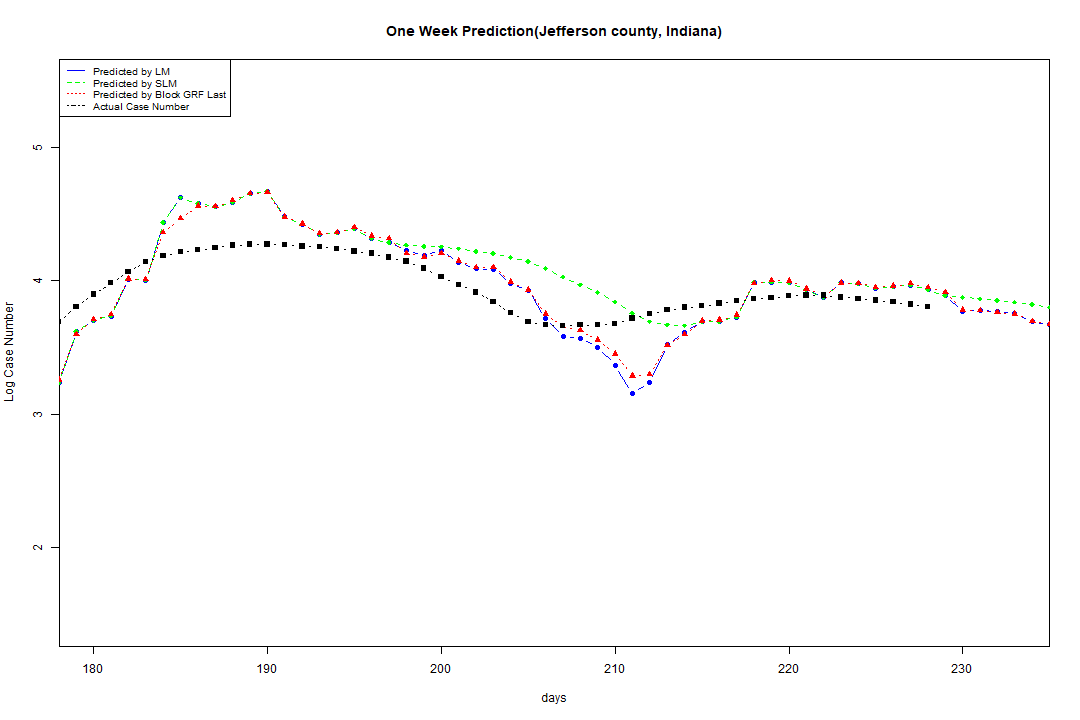 One Week Prediction(Jefferson county, Indiana)
Predicted by LM
Predicted by SLM
Predicted by Block GRF Last
Actual Case Number
5
4
3
2
Log Case Number
180 190 200 210 220 230
days